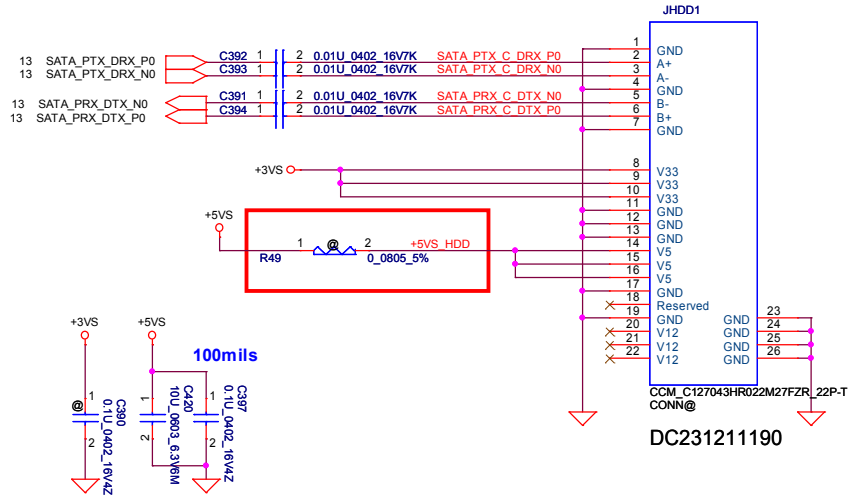 JHDD1
13 SATA_PTX_DRX_P0 C392 1 2 0.01U_0402_16V7K SATA_PTX_C_DRX_P0
13 SATA_PTX_DRX_N0 C393 1 2 0.01U_0402_16V7K SATA_PTX_C_DRX_N0
13 SATA_PRX_DTX_N0 C391 1 2 0.01U_0402_16V7K SATA_PRX_C_DTX_N0
13 SATA_PRX_DTX_P0 C394 1 2 0.01U_0402_16V7K SATA_PRX_C_DTX_P0
1 GND
2 A+
3 A-
4 GND
5 B-
6 B+
7 GND
+3VS
8 V33
9 V33
10 V33
11 GND
12 GND
13 GND
+5VS
R49 1 @ 2 0_0805_5% +5VS_HDD
14 V5
15 V5
16 V5
17 GND
18 Reserved
19 GND
20 V12
21 V12
22 V12
GND 23
GND 24
GND 25
GND 26
CCM_C127043HR022M27FZR_22P-T
CONN@
DC231211190
+3VS
+5VS
100mils
@ 1 2 C390
0.1U_0402_16V4Z
1 2 C420
10U_0603_6.3V6M
1 2 C397
0.1U_0402_16V4Z